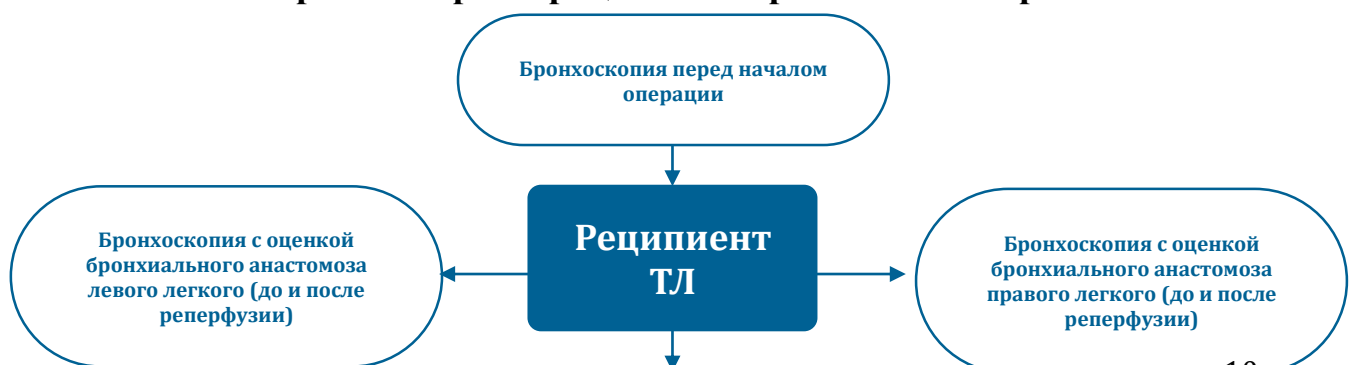 Бронхоскопия перед началом
операции
Реципиент
ТЛ
Бронхоскопия с оценкой
бронхиального анастомоза
левого легкого (до и после
реперфузии)
Бронхоскопия с оценкой
бронхиального анастомоза
правого легкого (до и после
реперфузии)